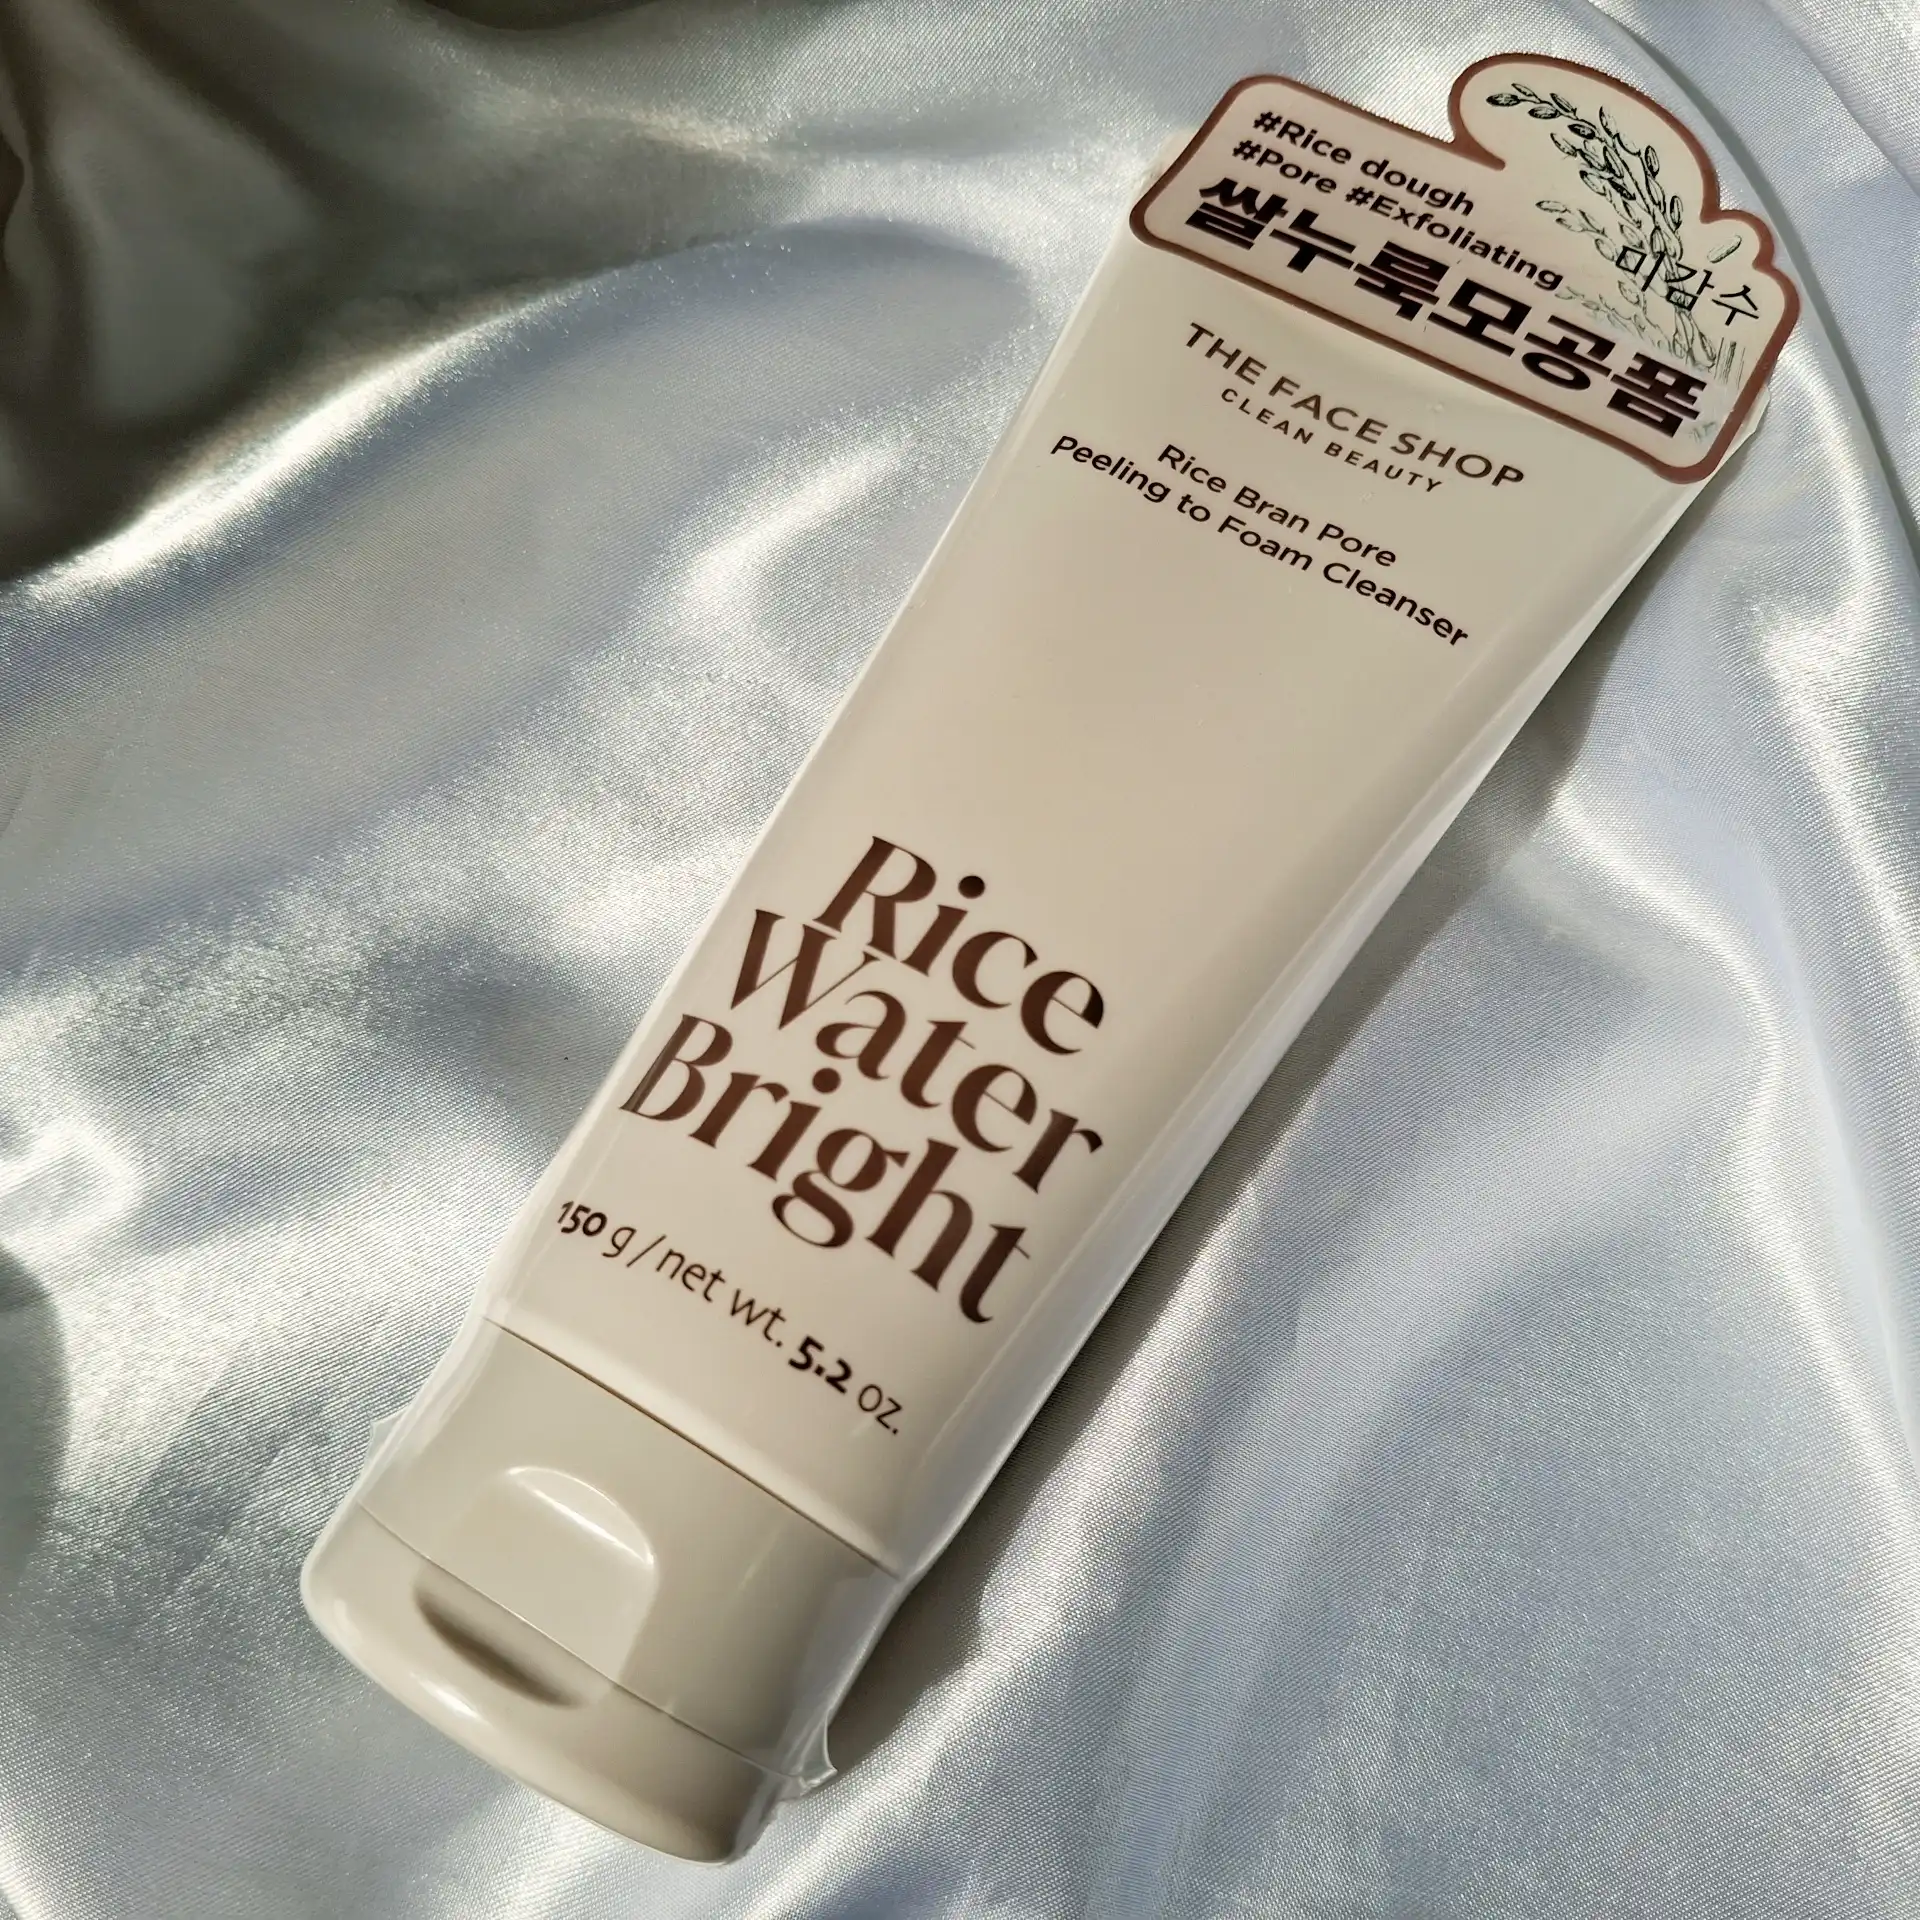 #Rice dough
#Pore #Exfoliating
미감수
쌀누룩모공폼
THE FACE SHOP
CLEAN BEAUTY
Rice Bran Pore
Peeling to Foam Cleanser
Rice
Water
Bright
150 g / net wt. 5.2 oz.